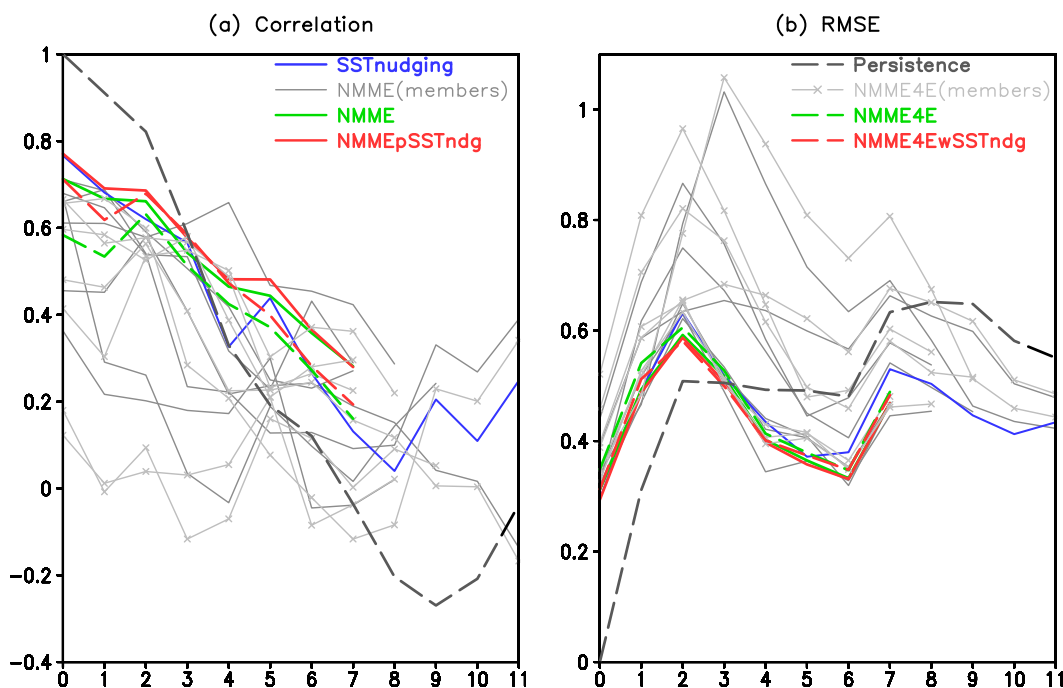 (a) Correlation
(b) RMSE
SSTnudging
NMME(members)
NMME
NMMEpSSTndg
Persistence
NMME4E(members)
NMME4E
NMME4EwSSTndg
1
0.8
0.6
0.4
0.2
0
−0.2
−0.4
0 1 2 3 4 5 6 7 8 9 10 11
1
0.8
0.6
0.4
0.2
0
0 1 2 3 4 5 6 7 8 9 10 11